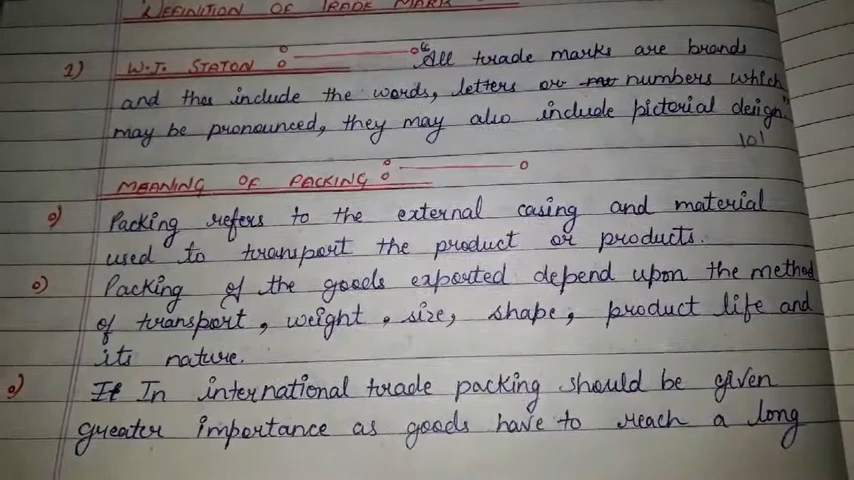 DEFINITION OF TRADE MARK
1) W.J. STATON :— "All trade marks are brands
and thos include the words, letters or numbers which
may be pronounced, they may also include pictorial design"
MEANING OF PACKING :—
o) Packing refers to the external casing and material
used to transport the product or products.
o) Packing of the goods exported depend upon the method
of transport, weight, size, shape, product life and
its nature.
o) In international trade packing should be given
greater importance as goods have to reach a long